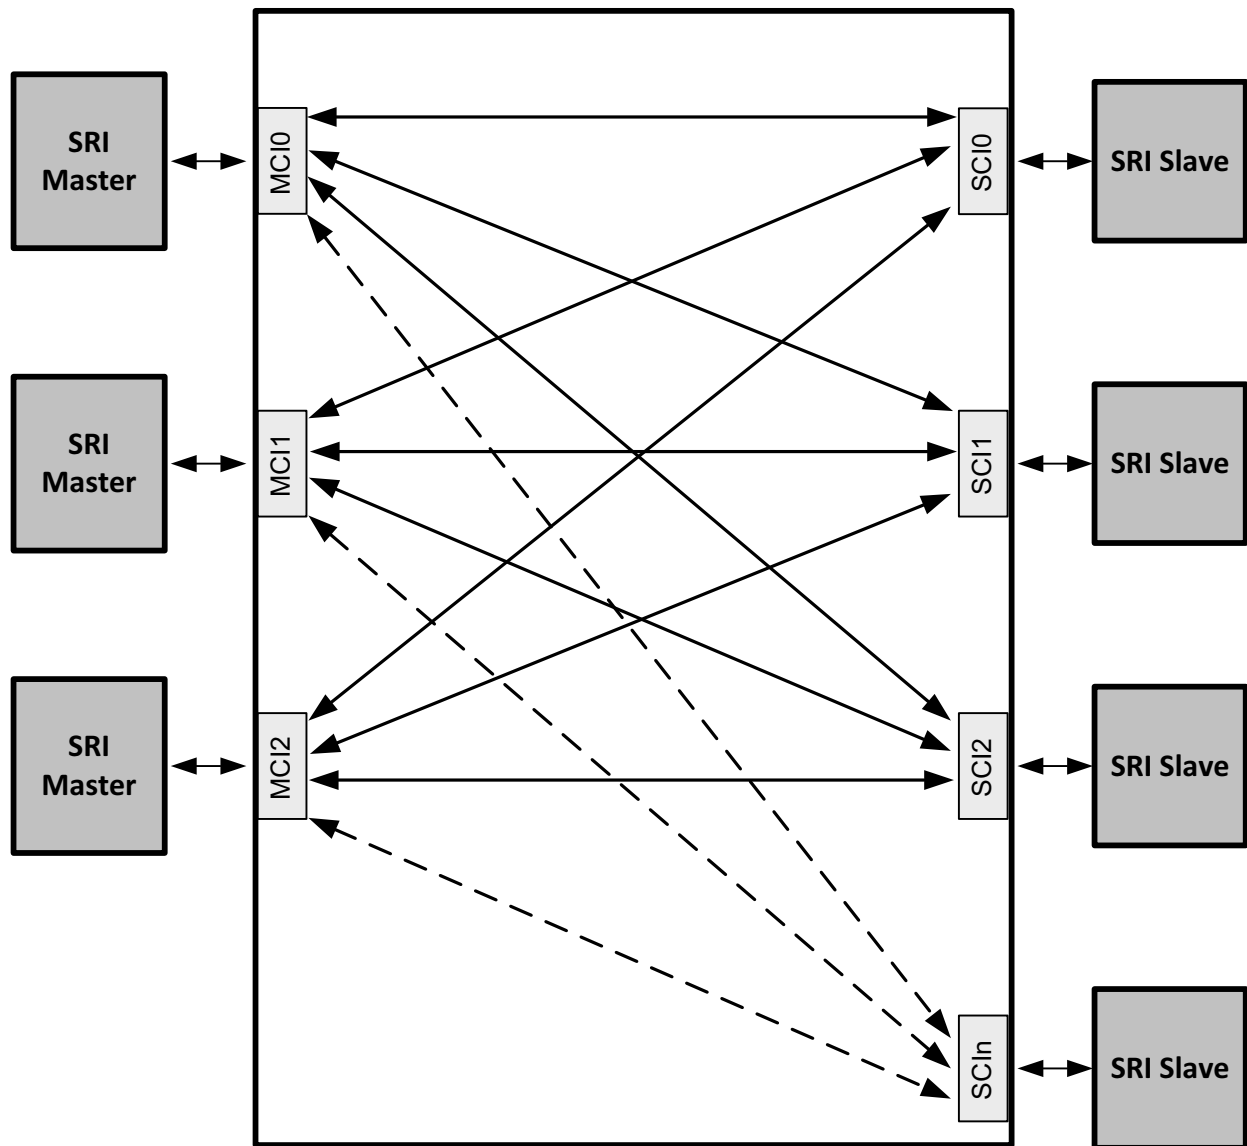 SRI
Master
MCI0
SCI0
SRI Slave
SRI
Master
MCI1
SCI1
SRI Slave
SRI
Master
MCI2
SCI2
SRI Slave
SCIn
SRI Slave